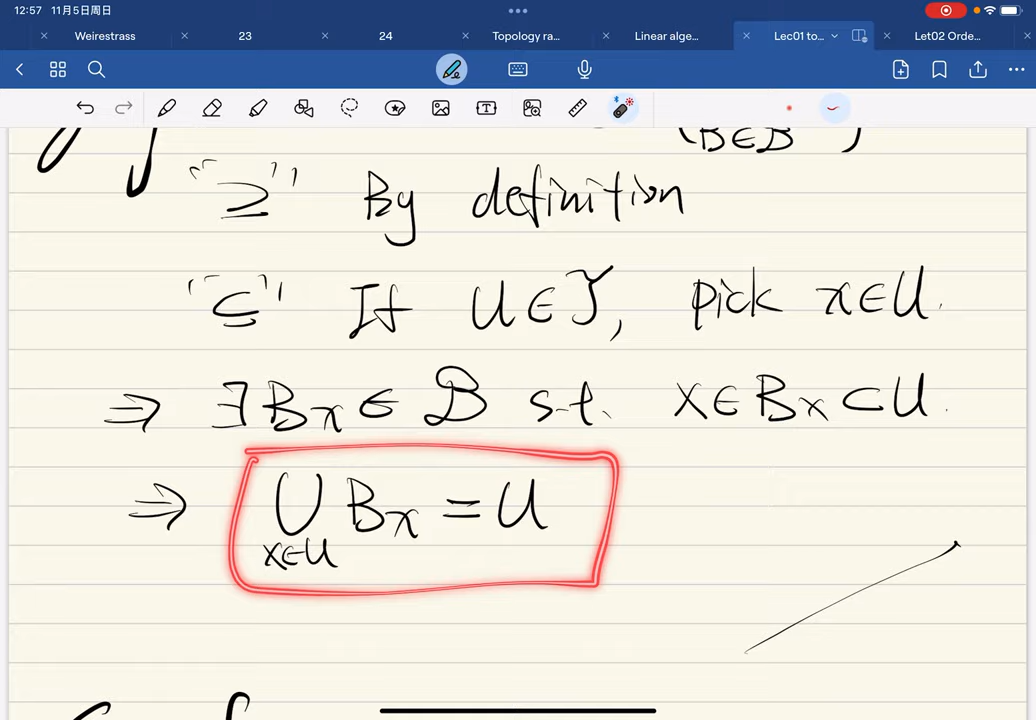 12:57 11月5日周日
Weirestrass 23 24 Topology ra... Linear alge... Lec01 to... Let02 Orde...
(B∈ℬ)
"⊇" By definition
"⊆" If U∈𝒯, pick x∈U.
⇒ ∃Bx∈ℬ s.t. x∈Bx⊂U.
⇒ ∪ Bx = U
x∈U